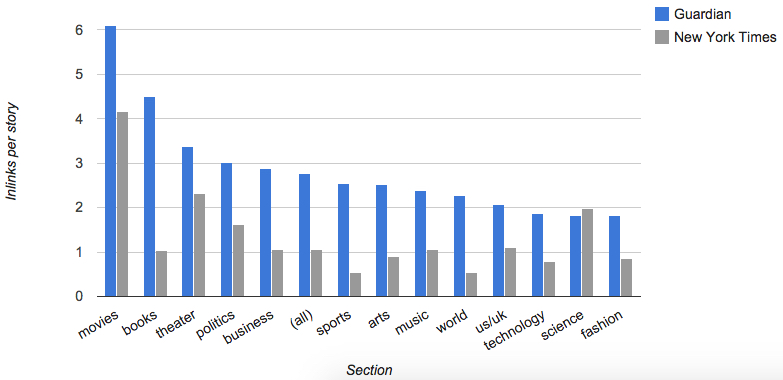 Guardian
New York Times
Inlinks per story
6
5
4
3
2
1
0
movies
books
theater
politics
business
(all)
sports
arts
music
world
us/uk
technology
science
fashion
Section